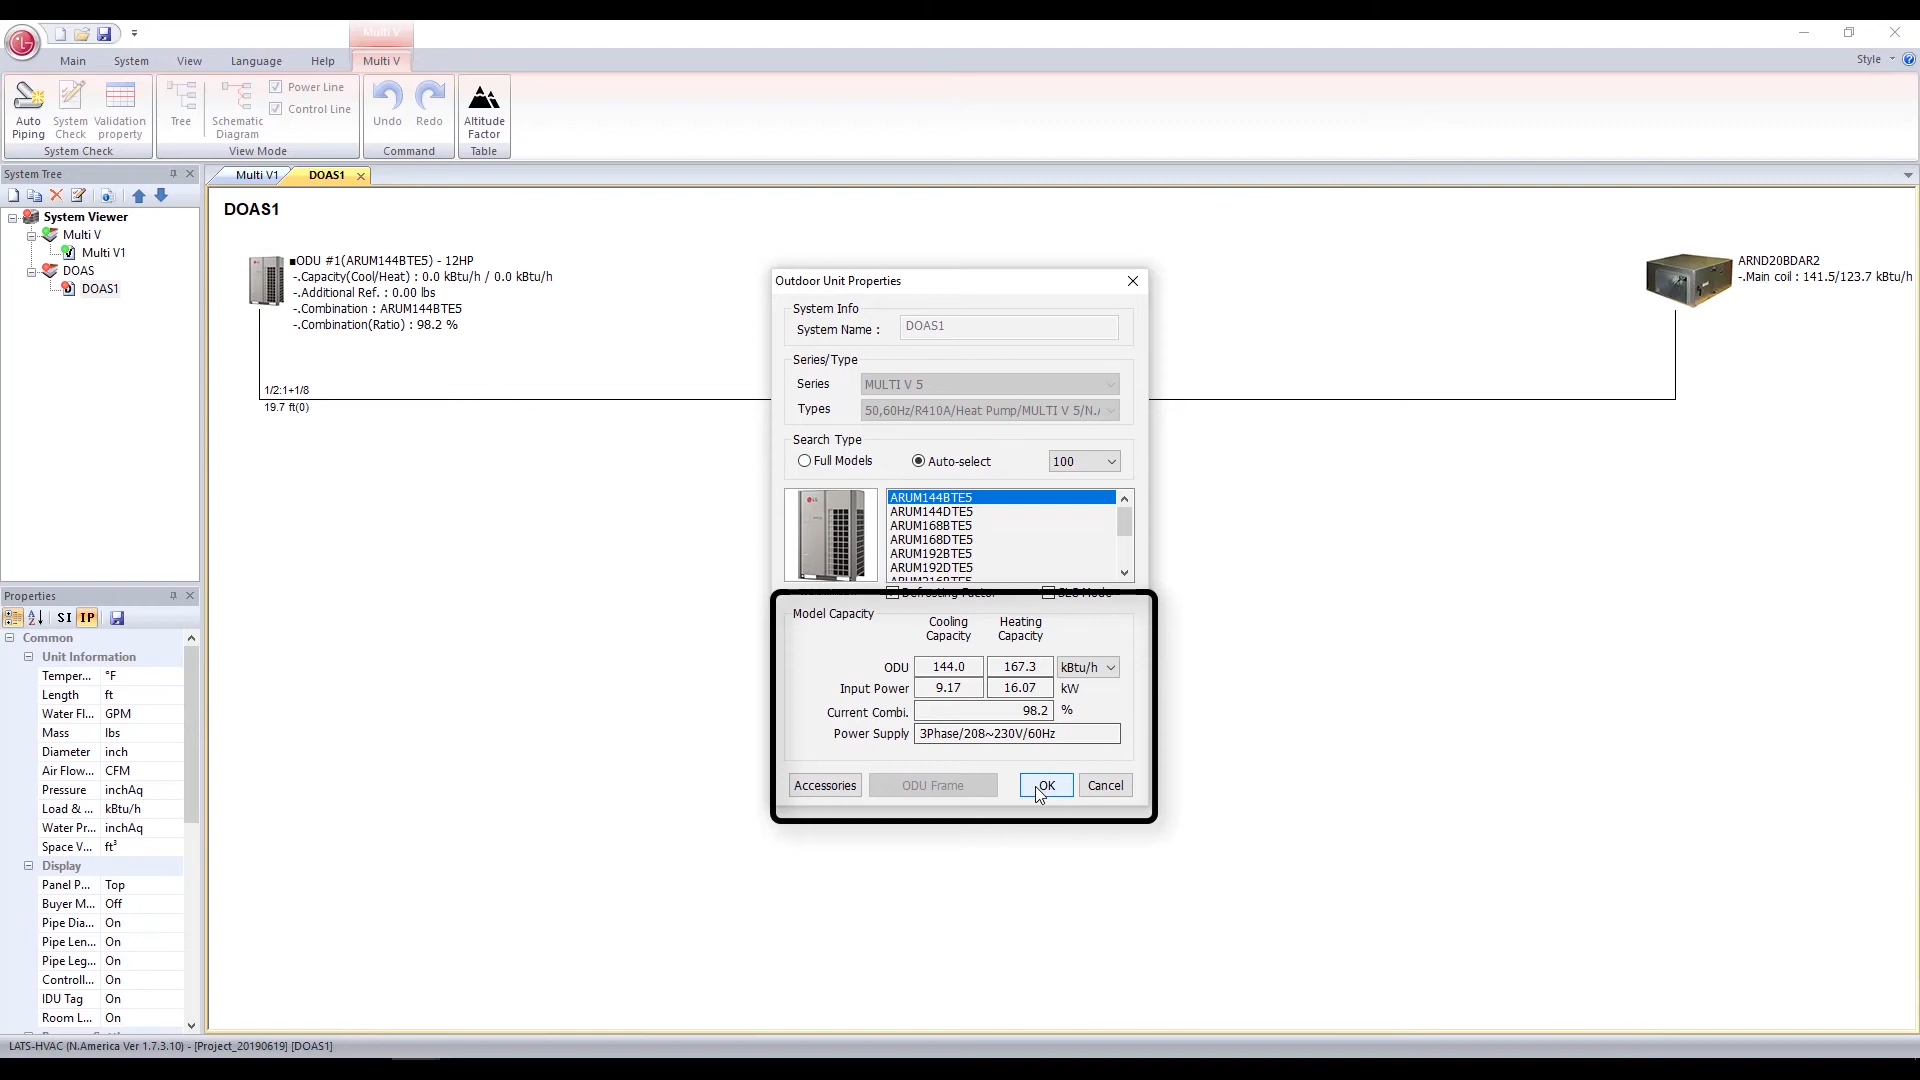 Multi V
Main System View Language Help Multi V
Style
Auto Piping
System Check
Validation property
System Check
Tree
Schematic Diagram
Power Line
Control Line
View Mode
Undo Redo
Command
Altitude Factor
Table
System Tree
Multi V1 DOAS1
System Viewer
Multi V
Multi V1
DOAS
DOAS1
DOAS1
■ODU #1(ARUM144BTE5) - 12HP
-.Capacity(Cool/Heat) : 0.0 kBtu/h / 0.0 kBtu/h
-.Additional Ref. : 0.00 lbs
-.Combination : ARUM144BTE5
-.Combination(Ratio) : 98.2 %
1/2:1+1/8
19.7 ft(0)
ARND20BDAR2
-.Main coil : 141.5/123.7 kBtu/h
Outdoor Unit Properties
System Info
System Name : DOAS1
Series/Type
Series MULTI V 5
Types 50,60Hz/R410A/Heat Pump/MULTI V 5/N./
Search Type
Full Models Auto-select 100
LG
ARUM144BTE5
ARUM144DTE5
ARUM168BTE5
ARUM168DTE5
ARUM192BTE5
ARUM192DTE5
ARUM216BTE5
Defrosting Factor SLC Mode
Model Capacity
Cooling Capacity
Heating Capacity
ODU 144.0 167.3 kBtu/h
Input Power 9.17 16.07 kW
Current Combi. 98.2 %
Power Supply 3Phase/208~230V/60Hz
Accessories ODU Frame OK Cancel
Properties
SI IP
Common
Unit Information
Temper... °F
Length ft
Water Fl... GPM
Mass lbs
Diameter inch
Air Flow... CFM
Pressure inchAq
Load & ... kBtu/h
Water Pr... inchAq
Space V... ft³
Display
Panel P... Top
Buyer M... Off
Pipe Dia... On
Pipe Len... On
Pipe Leg... On
Controll... On
IDU Tag On
Room L... On
LATS-HVAC (N.America Ver 1.7.3.10) - [Project_20190619] [DOAS1]